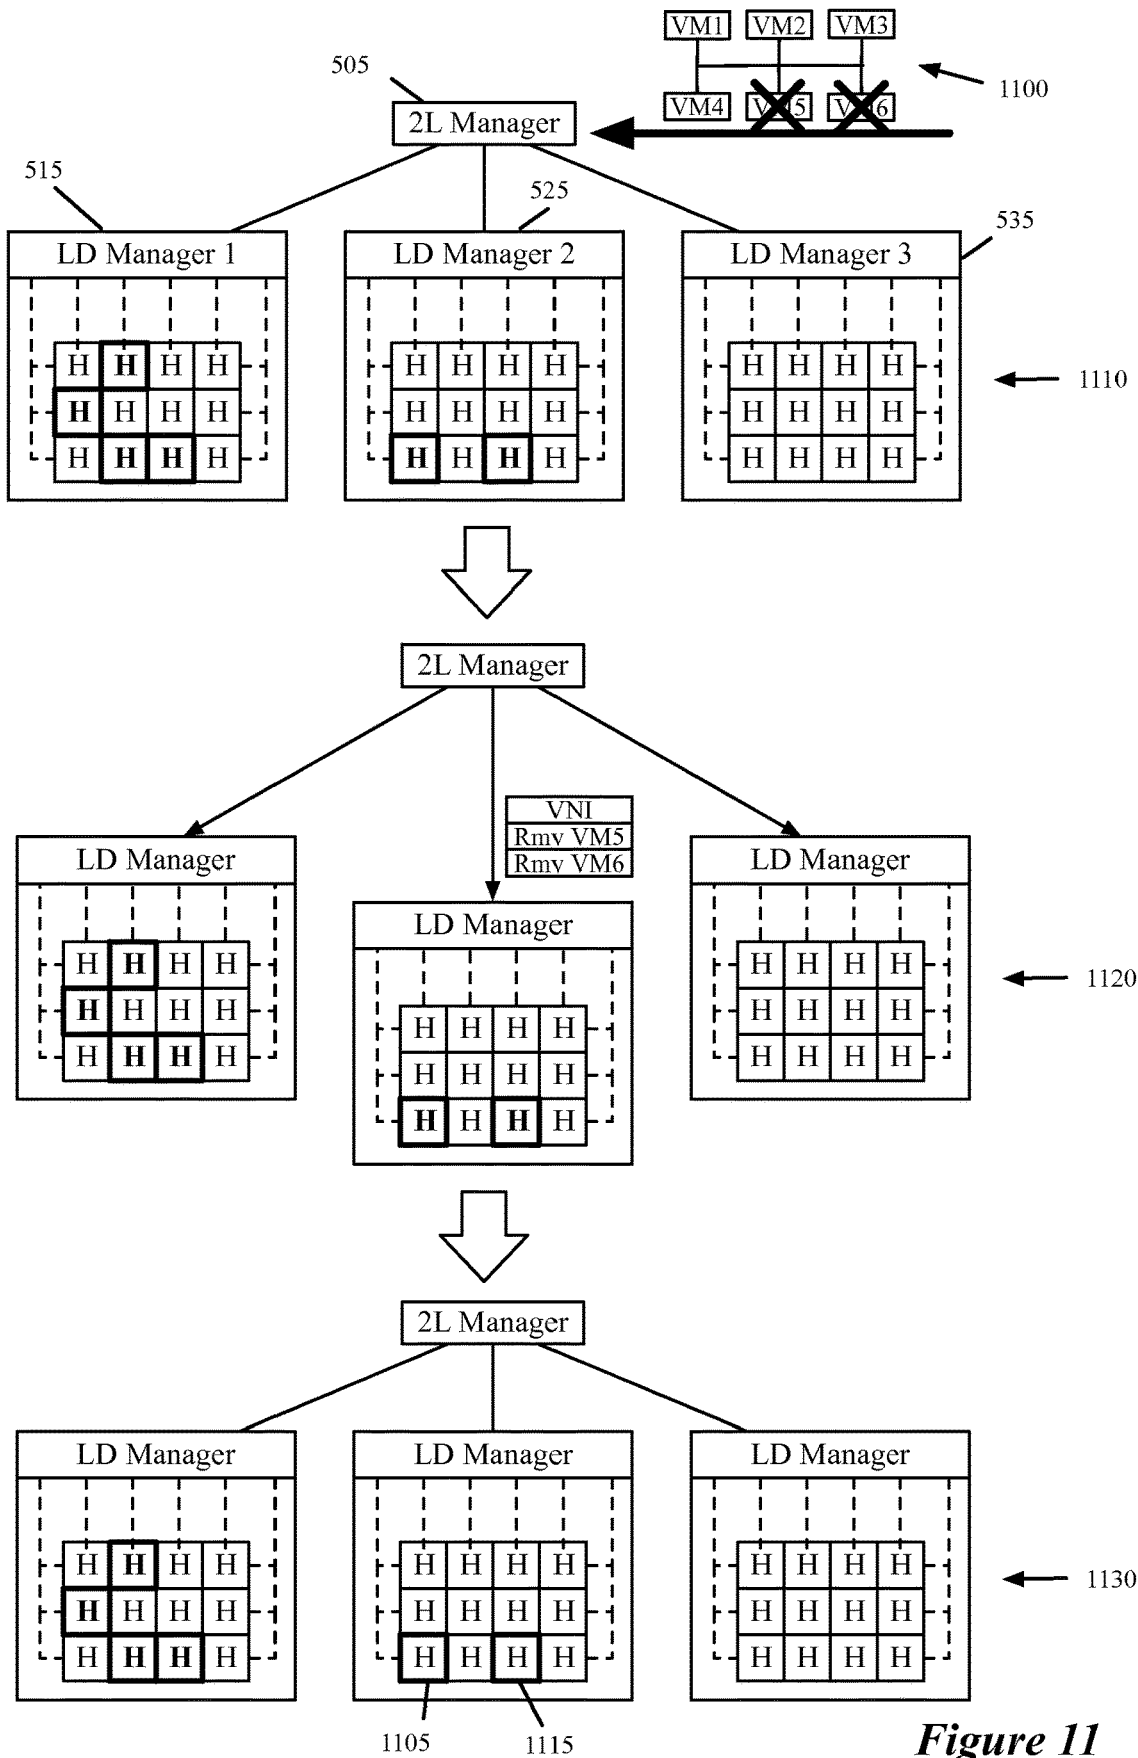 VM1 VM2 VM3
505
1100
VM4 VM5 VM6
2L Manager
515
525
535
LD Manager 1 LD Manager 2 LD Manager 3
H H H H H H H H H H H H
1110
H H H H H H H H H H H H
H H H H H H H H H H H H
2L Manager
VNI
Rmv VM5
Rmv VM6
LD Manager LD Manager
LD Manager
H H H H H H H H
1120
H H H H H H H H
H H H H
H H H H H H H H
H H H H
H H H H
2L Manager
LD Manager LD Manager LD Manager
H H H H H H H H H H H H
1130
H H H H H H H H H H H H
H H H H H H H H H H H H
1105 1115
Figure 11